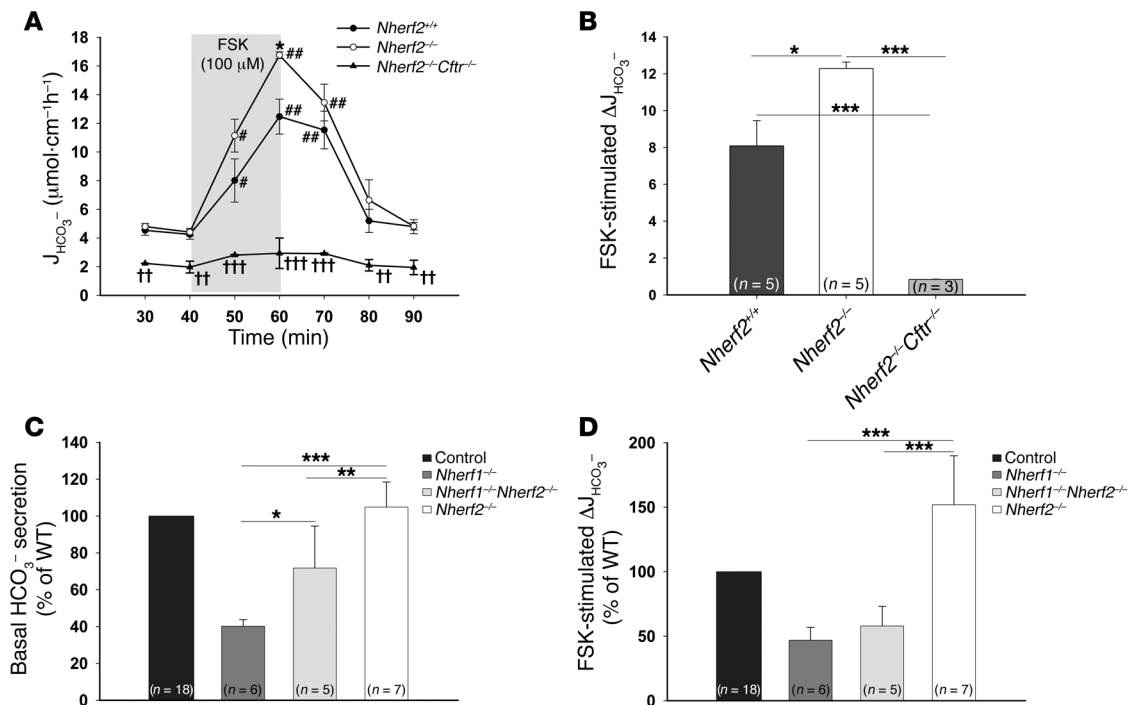 A
Nherf2+/+
Nherf2−/−
Nherf2−/−Cftr−/−
FSK
(100 μM)
JHCO3− (μmol·cm−1h−1)
18
16
14
12
10
8
6
4
2
0
*
##
##
##
##
#
#
††
††
†††
†††
†††
††
††
30 40 50 60 70 80 90
Time (min)
B
FSK-stimulated ΔJHCO3−
14
12
10
8
6
4
2
0
* ***
***
(n = 5) (n = 5) (n = 3)
Nherf2+/+
Nherf2−/−
Nherf2−/−Cftr−/−
C
Basal HCO3− secretion
(% of WT)
140
120
100
80
60
40
20
0
***
**
*
Control
Nherf1−/−
Nherf1−/−Nherf2−/−
Nherf2−/−
(n = 18) (n = 6) (n = 5) (n = 7)
D
FSK-stimulated ΔJHCO3−
(% of WT)
200
150
100
50
0
***
***
Control
Nherf1−/−
Nherf1−/−Nherf2−/−
Nherf2−/−
(n = 18) (n = 6) (n = 5) (n = 7)